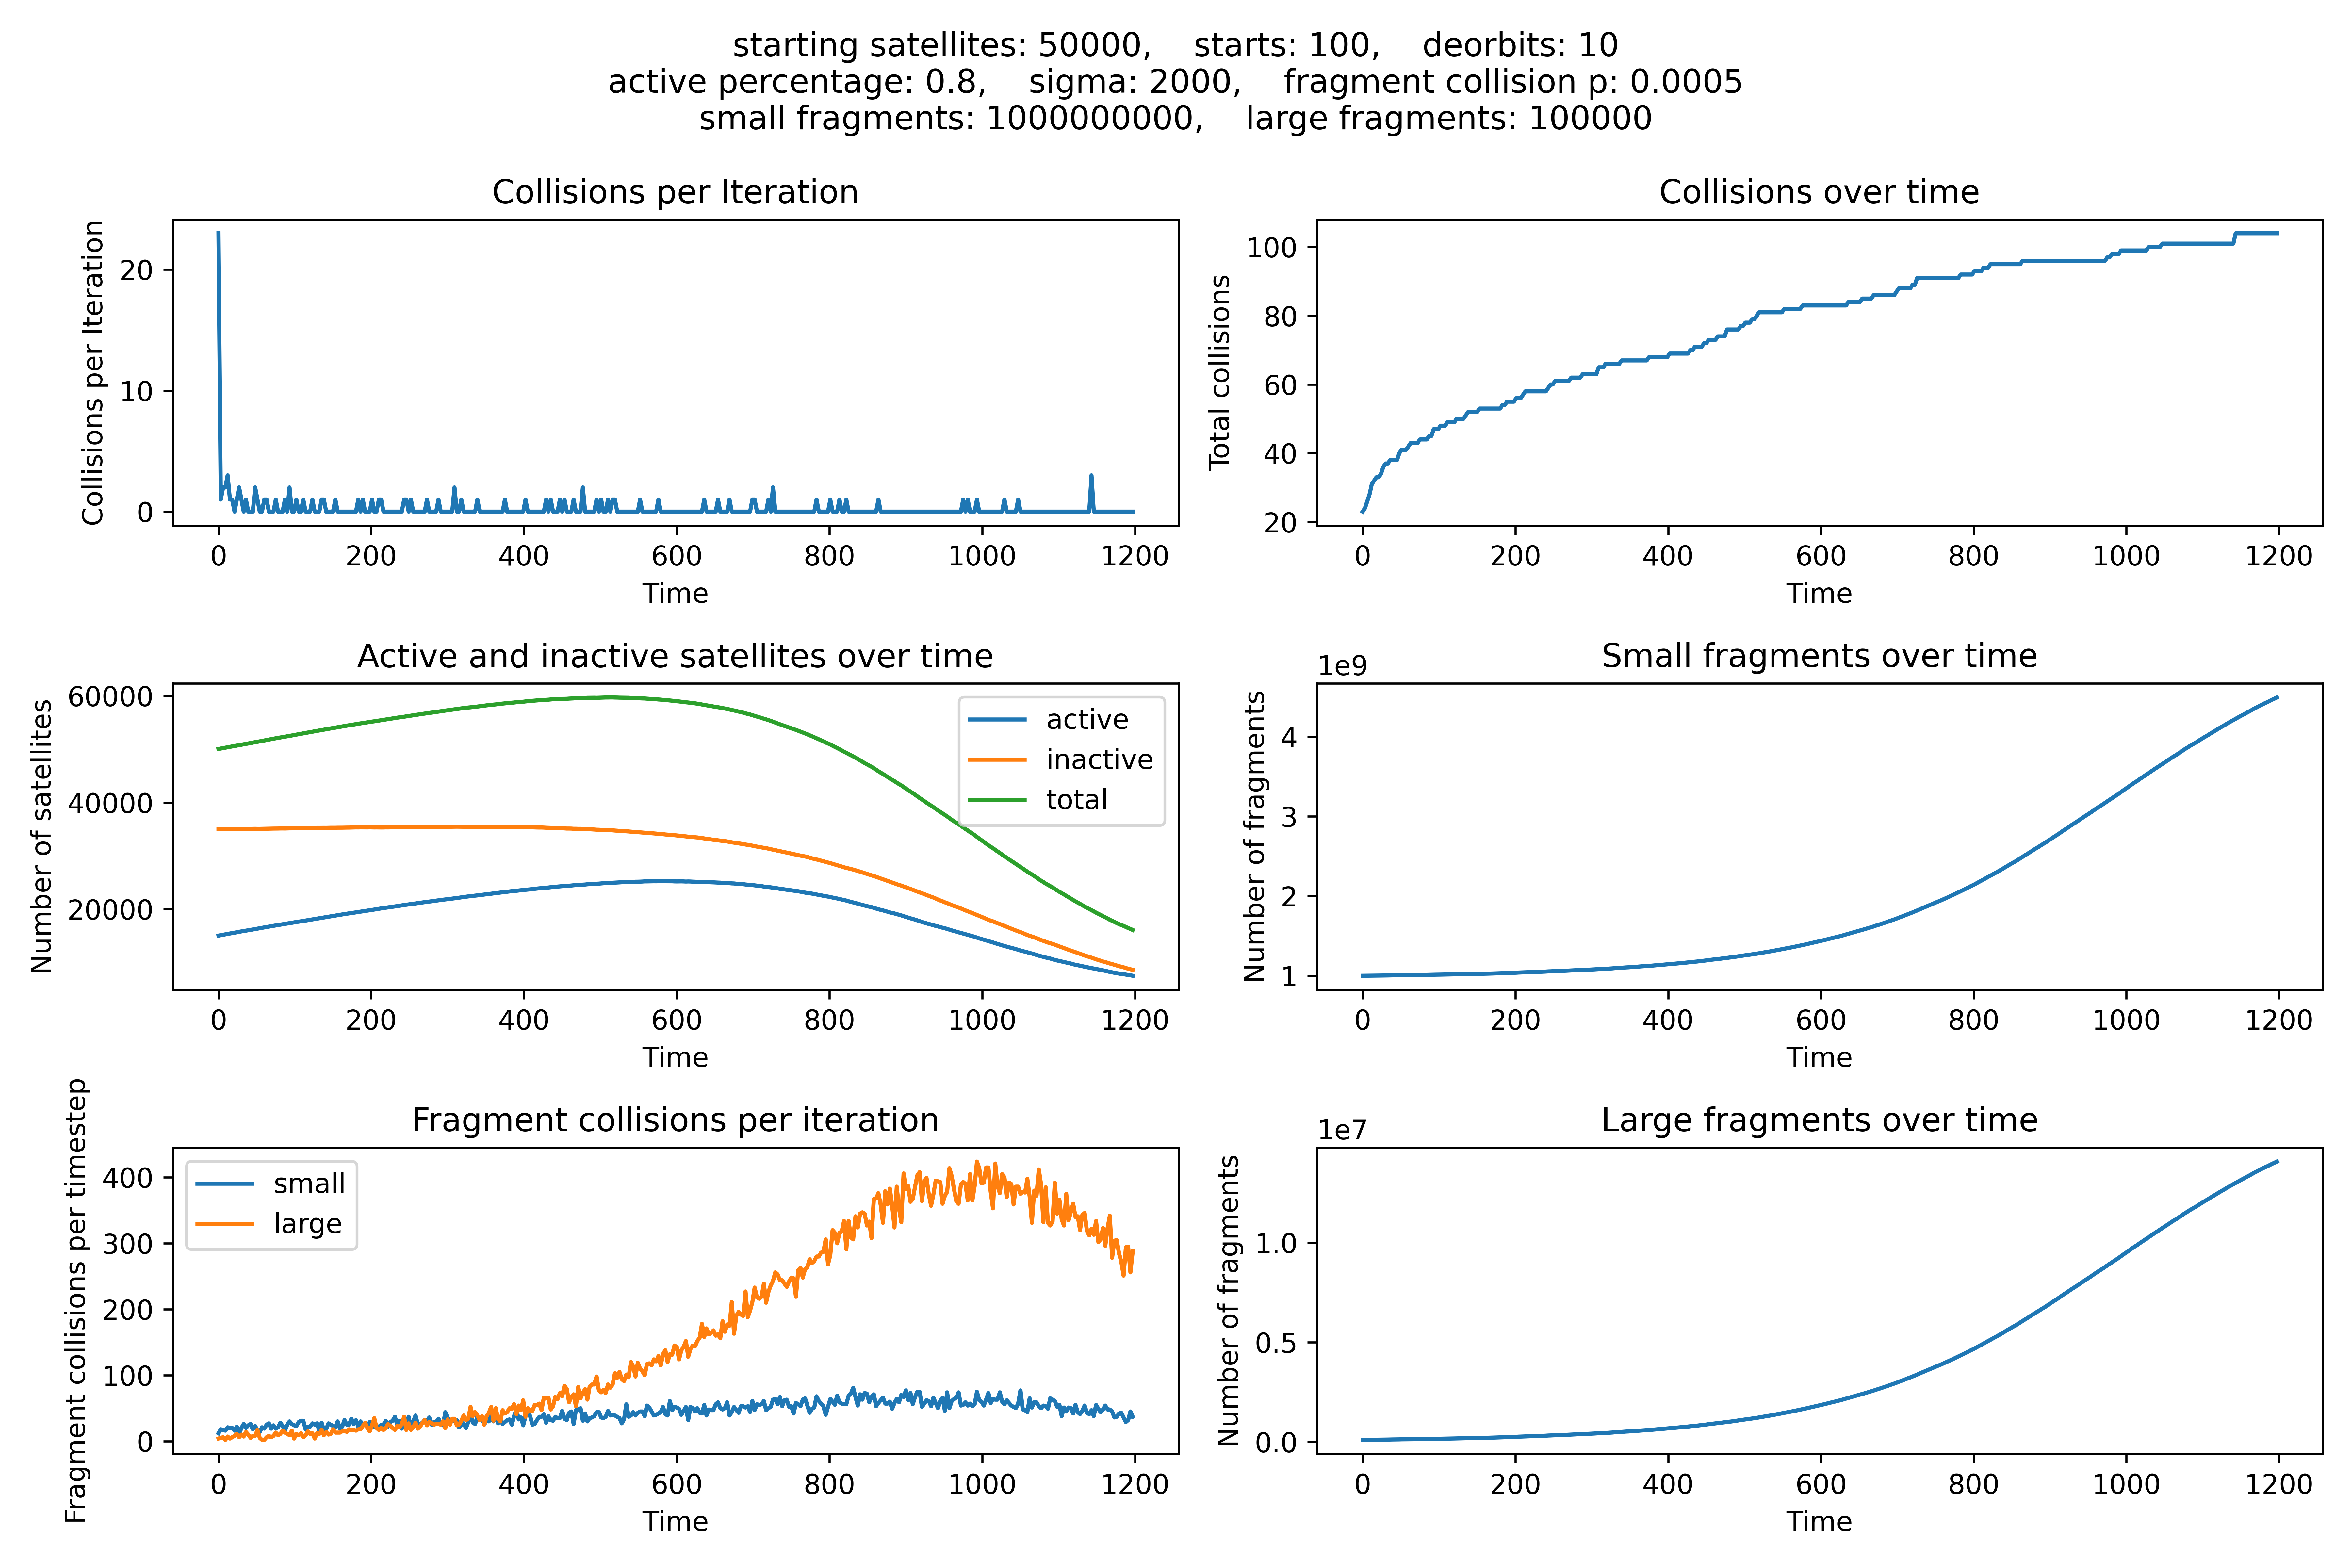 starting satellites: 50000,    starts: 100,    deorbits: 10
active percentage: 0.8,    sigma: 2000,    fragment collision p: 0.0005
small fragments: 1000000000,    large fragments: 100000
Collisions per Iteration
Collisions per Iteration
20
10
0
0 200 400 600 800 1000 1200
Time
Collisions over time
Total collisions
100
80
60
40
20
0 200 400 600 800 1000 1200
Time
Active and inactive satellites over time
Number of satellites
60000
40000
20000
active
inactive
total
0 200 400 600 800 1000 1200
Time
Small fragments over time
1e9
Number of fragments
4
3
2
1
0 200 400 600 800 1000 1200
Time
Fragment collisions per iteration
Fragment collisions per timestep
400
300
200
100
0
small
large
0 200 400 600 800 1000 1200
Time
Large fragments over time
1e7
Number of fragments
1.0
0.5
0.0
0 200 400 600 800 1000 1200
Time